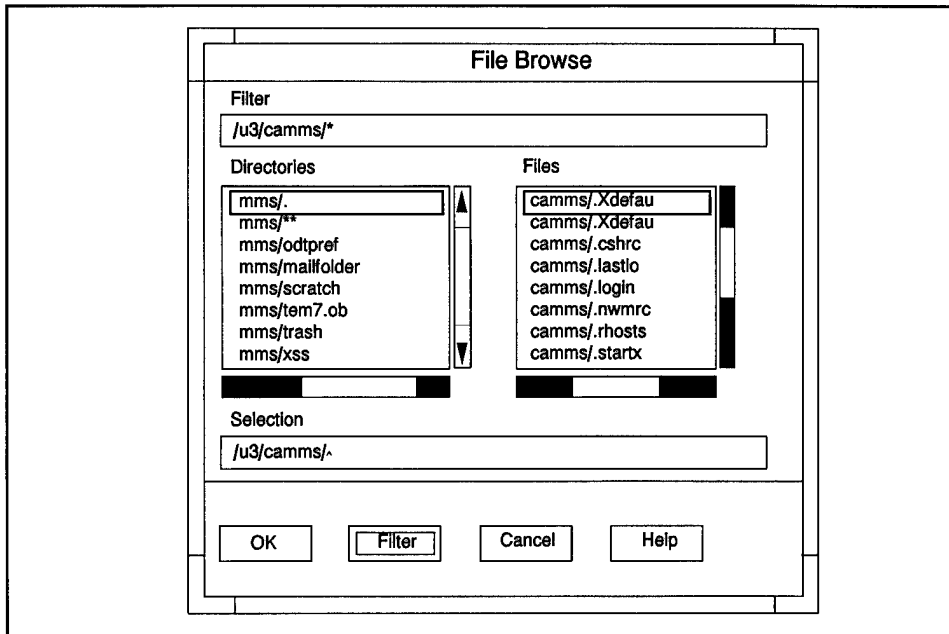 File Browse
Filter
/u3/camms/*
Directories
mms/.
mms/**
mms/odtpref
mms/mailfolder
mms/scratch
mms/tem7.ob
mms/trash
mms/xss
Files
camms/.Xdefau
camms/.Xdefau
camms/.cshrc
camms/.lastlo
camms/.login
camms/.nwmrc
camms/.rhosts
camms/.startx
Selection
/u3/camms/^
OK
Filter
Cancel
Help